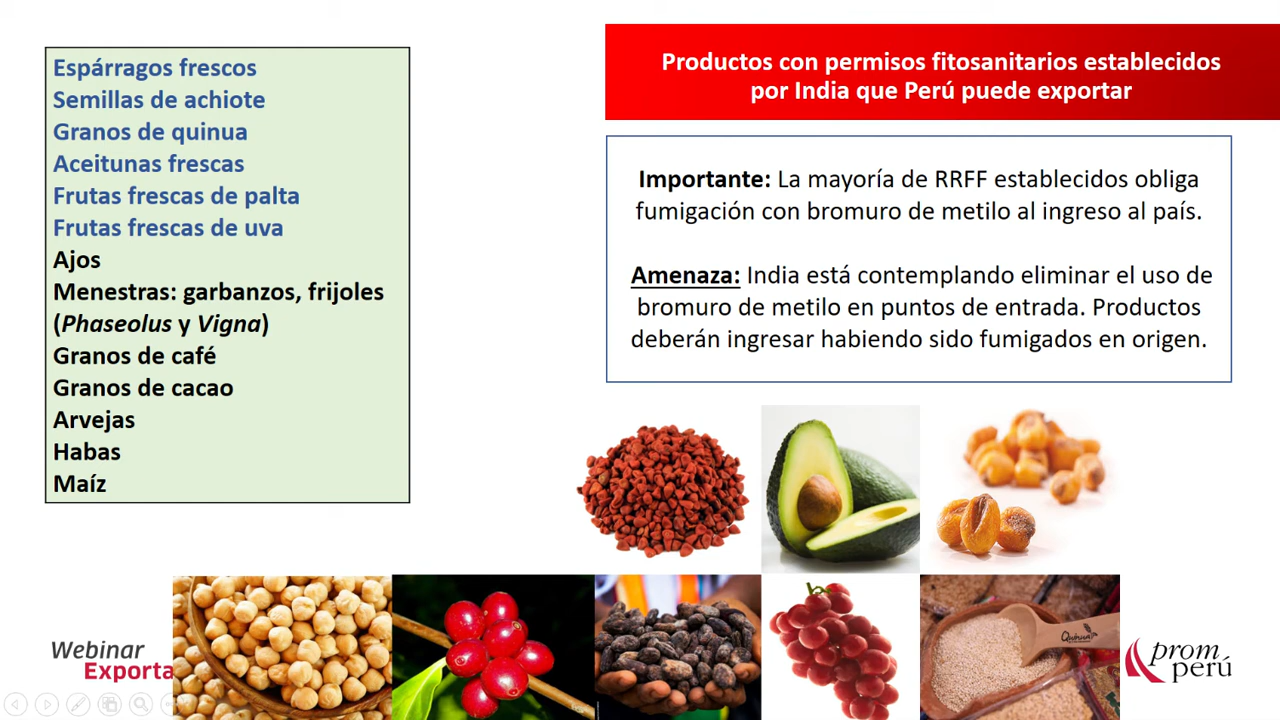 Espárragos frescos
Semillas de achiote
Granos de quinua
Aceitunas frescas
Frutas frescas de palta
Frutas frescas de uva
Ajos
Menestras: garbanzos, frijoles
(Phaseolus y Vigna)
Granos de café
Granos de cacao
Arvejas
Habas
Maíz
Productos con permisos fitosanitarios establecidos
por India que Perú puede exportar
Importante: La mayoría de RRFF establecidos obliga
fumigación con bromuro de metilo al ingreso al país.
Amenaza: India está contemplando eliminar el uso de
bromuro de metilo en puntos de entrada. Productos
deberán ingresar habiendo sido fumigados en origen.
Quinua
Webinar
Exporta
prom
perú